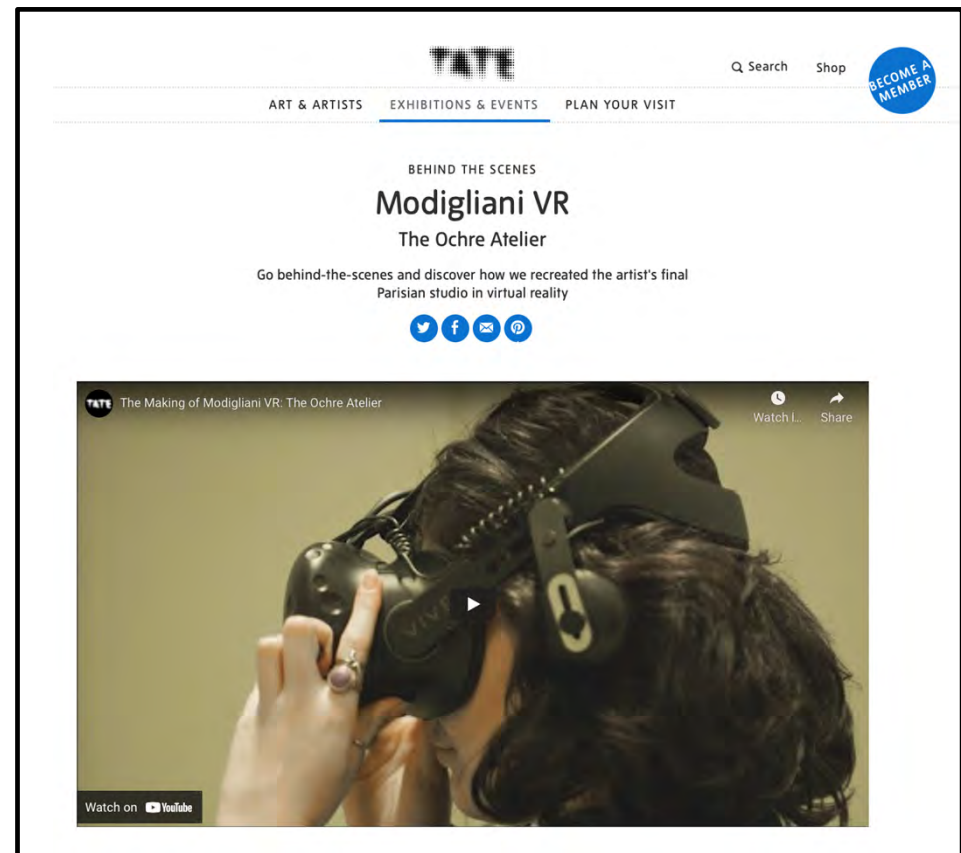 TATE
Search Shop
BECOME A
MEMBER
ART & ARTISTS EXHIBITIONS & EVENTS PLAN YOUR VISIT
BEHIND THE SCENES
Modigliani VR
The Ochre Atelier
Go behind-the-scenes and discover how we recreated the artist's final
Parisian studio in virtual reality
TATE The Making of Modigliani VR: The Ochre Atelier
Watch l... Share
VIVE
Watch on YouTube